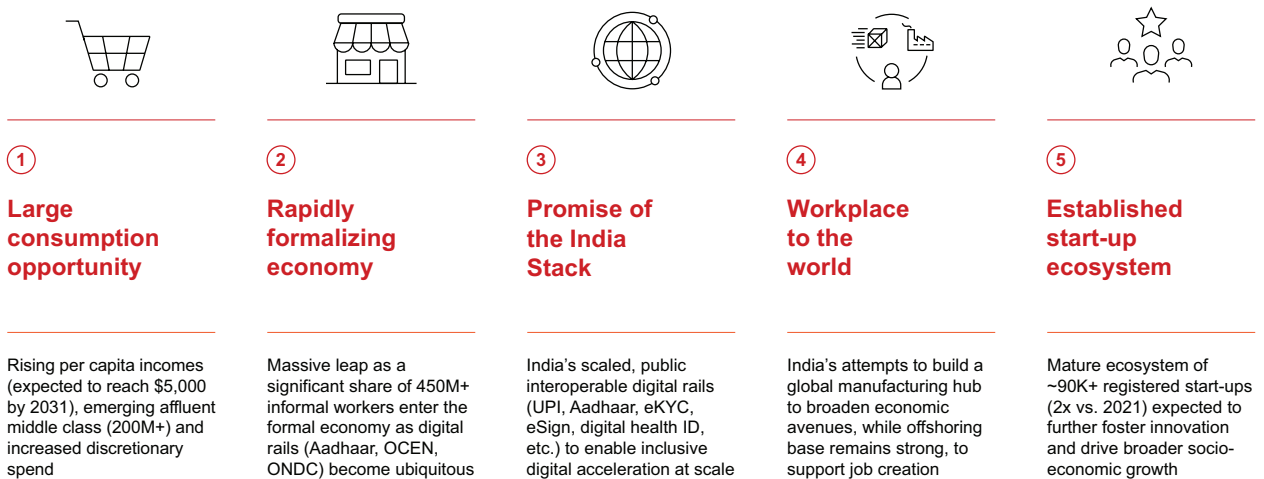 1
Large
consumption
opportunity
Rising per capita incomes
(expected to reach $5,000
by 2031), emerging affluent
middle class (200M+) and
increased discretionary
spend
2
Rapidly
formalizing
economy
Massive leap as a
significant share of 450M+
informal workers enter the
formal economy as digital
rails (Aadhaar, OCEN,
ONDC) become ubiquitous
3
Promise of
the India
Stack
India’s scaled, public
interoperable digital rails
(UPI, Aadhaar, eKYC,
eSign, digital health ID,
etc.) to enable inclusive
digital acceleration at scale
4
Workplace
to the
world
India’s attempts to build a
global manufacturing hub
to broaden economic
avenues, while offshoring
base remains strong, to
support job creation
5
Established
start-up
ecosystem
Mature ecosystem of
~90K+ registered start-ups
(2x vs. 2021) expected to
further foster innovation
and drive broader socio-
economic growth